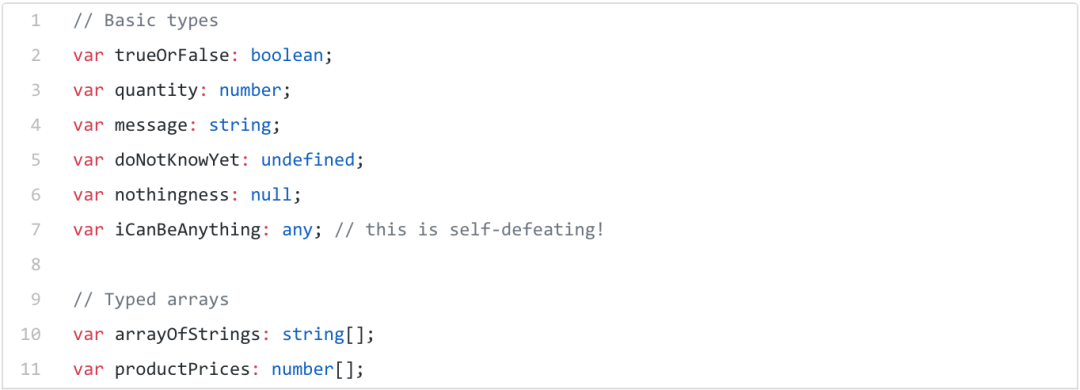 1 // Basic types
2 var trueOrFalse: boolean;
3 var quantity: number;
4 var message: string;
5 var doNotKnowYet: undefined;
6 var nothingness: null;
7 var iCanBeAnything: any; // this is self-defeating!
8
9 // Typed arrays
10 var arrayOfStrings: string[];
11 var productPrices: number[];